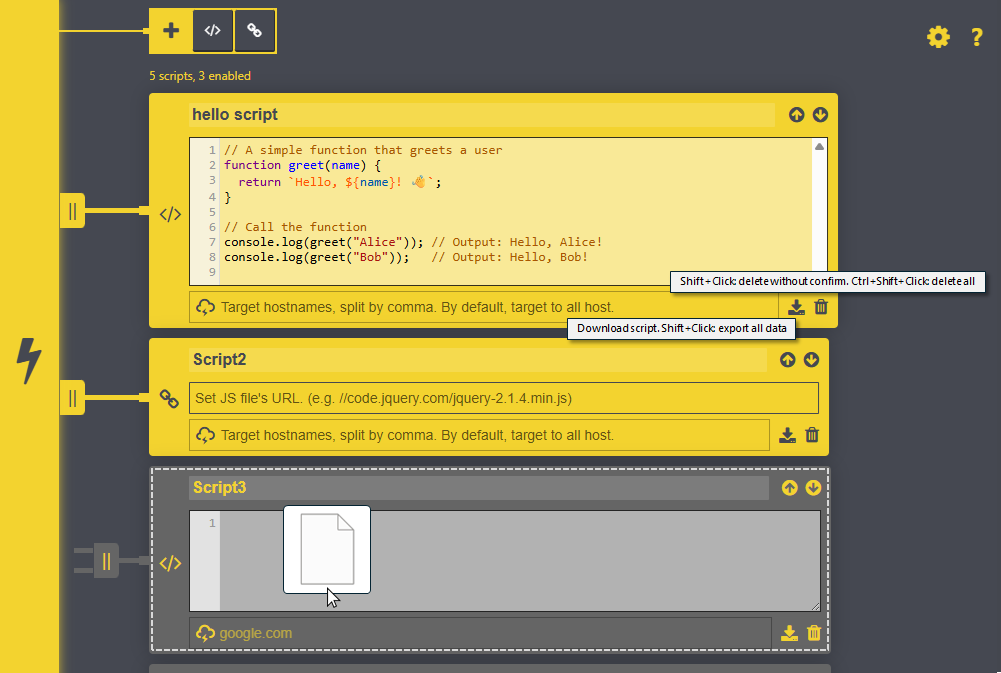 </>
?
5 scripts, 3 enabled
hello script
1 // A simple function that greets a user
2 function greet(name) {
3 return `Hello, ${name}! 👋`;
4 }
5
6 // Call the function
7 console.log(greet("Alice")); // Output: Hello, Alice!
8 console.log(greet("Bob")); // Output: Hello, Bob!
9
</>
Shift+Click: delete without confirm. Ctrl+Shift+Click: delete all
Target hostnames, split by comma. By default, target to all host.
Download script. Shift+Click: export all data
Script2
Set JS file's URL. (e.g. //code.jquery.com/jquery-2.1.4.min.js)
Target hostnames, split by comma. By default, target to all host.
Script3
1
</>
google.com